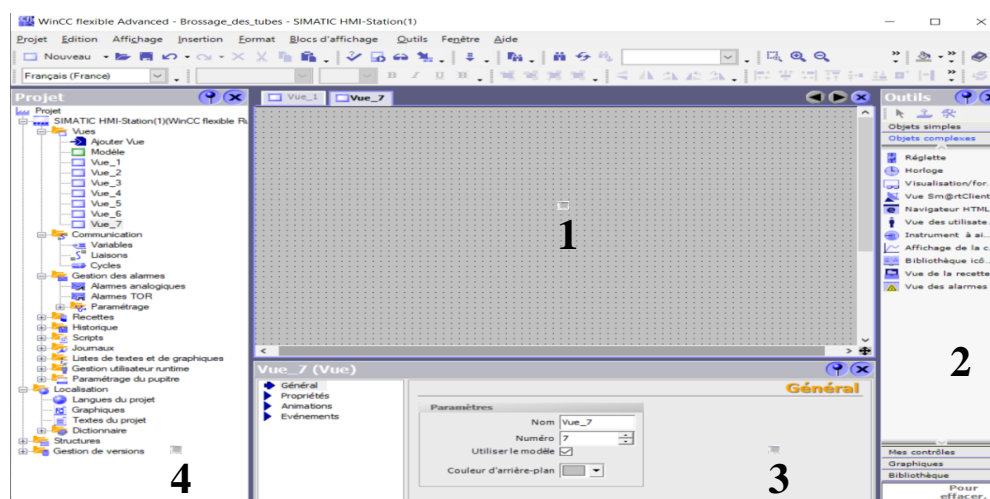 WinCC flexible Advanced - Brossage_des_tubes - SIMATIC HMI-Station(1)
Projet Edition Affichage Insertion Format Blocs d'affichage Outils Fenêtre Aide
Nouveau
Français (France)
Projet
Projet
SIMATIC HMI-Station(1)(WinCC flexible Ru
Vues
Ajouter Vue
Modèle
Vue_1
Vue_2
Vue_3
Vue_4
Vue_5
Vue_6
Vue_7
Communication
Variables
Liaisons
Cycles
Gestion des alarmes
Alarmes analogiques
Alarmes TOR
Paramétrage
Recettes
Historique
Scripts
Journaux
Listes de textes et de graphiques
Gestion utilisateur runtime
Paramétrage du pupitre
Localisation
Langues du projet
Graphiques
Textes du projet
Dictionnaire
Structures
Gestion de versions
4
Vue_1 Vue_7
1
Vue_7 (Vue)
Général
Propriétés
Animations
Evénements
Général
Paramètres
Nom Vue_7
Numéro 7
Utiliser le modèle
Couleur d'arrière-plan
3
Outils
Objets simples
Objets complexes
Réglette
Horloge
Visualisation/for..
Vue Sm@rtClient
Navigateur HTML
Vue des utilisate..
Instrument à ai...
Affichage de la c..
Bibliothèque icô..
Vue de la recette
Vue des alarmes
2
Mes contrôles
Graphiques
Bibliothèque
Pour
effacer,